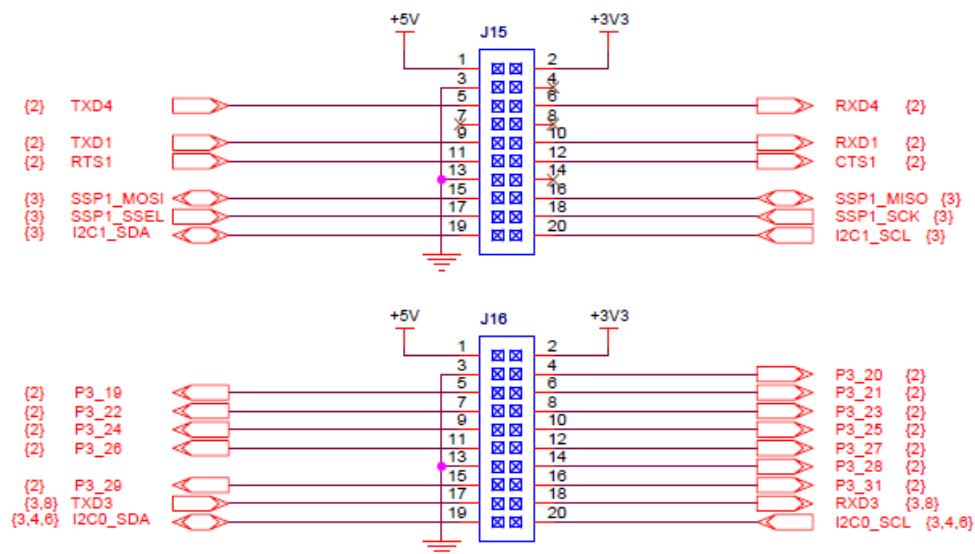 +5V +3V3
J15
1 2
3 4
{2} TXD4 5 6 RXD4 {2}
7 8
{2} TXD1 9 10 RXD1 {2}
{2} RTS1 11 12 CTS1 {2}
13 14
{3} SSP1_MOSI 15 16 SSP1_MISO {3}
{3} SSP1_SSEL 17 18 SSP1_SCK {3}
{3} I2C1_SDA 19 20 I2C1_SCL {3}
+5V +3V3
J16
1 2
3 4 P3_20 {2}
{2} P3_19 5 6 P3_21 {2}
{2} P3_22 7 8 P3_23 {2}
{2} P3_24 9 10 P3_25 {2}
{2} P3_26 11 12 P3_27 {2}
13 14 P3_28 {2}
{2} P3_29 15 16 P3_31 {2}
{3,8} TXD3 17 18 RXD3 {3,8}
{3,4,6} I2C0_SDA 19 20 I2C0_SCL {3,4,6}